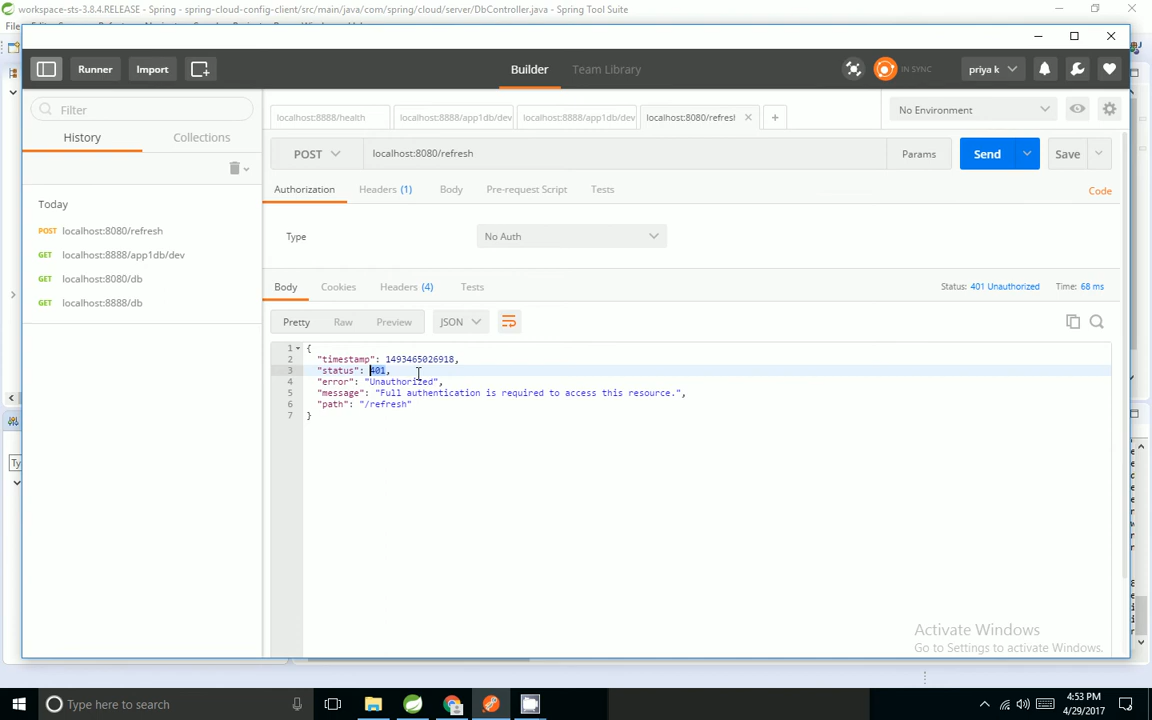 workspace-sts-3.8.4.RELEASE - Spring - spring-cloud-config-client/src/main/java/com/spring/cloud/server/DbController.java - Spring Tool Suite
File
Runner
Import
Builder
Team Library
IN SYNC
priya k
Filter
History
Collections
localhost:8888/health
localhost:8888/app1db/dev
localhost:8888/app1db/dev
localhost:8080/refresh
+
No Environment
POST
localhost:8080/refresh
Params
Send
Save
Authorization
Headers (1)
Body
Pre-request Script
Tests
Code
Today
POST localhost:8080/refresh
GET localhost:8888/app1db/dev
GET localhost:8080/db
GET localhost:8888/db
Type
No Auth
Body
Cookies
Headers (4)
Tests
Status: 401 Unauthorized
Time: 68 ms
Pretty
Raw
Preview
JSON
1 {
2 "timestamp": 1493465026918,
3 "status": 401,
4 "error": "Unauthorized",
5 "message": "Full authentication is required to access this resource.",
6 "path": "/refresh"
7 }
Activate Windows
Go to Settings to activate Windows.
Type here to search
4:53 PM
4/29/2017